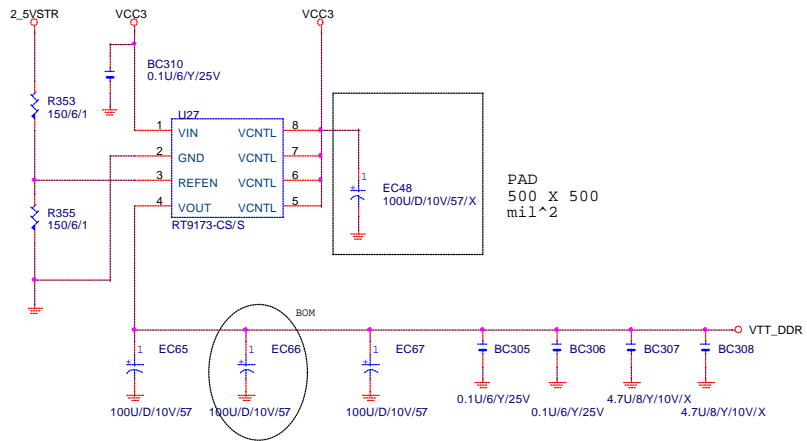 2_5VSTR
VCC3
VCC3
BC310
0.1U/6/Y/25V
R353
150/6/1
U27
1
VIN
VCNTL
8
2
GND
VCNTL
7
3
REFEN
VCNTL
6
4
VOUT
VCNTL
5
RT9173-CS/S
R355
150/6/1
1
+
EC48
100U/D/10V/57/X
PAD
500 X 500
mil^2
BOM
VTT_DDR
1
+
EC65
100U/D/10V/57
1
+
EC66
100U/D/10V/57
1
+
EC67
100U/D/10V/57
BC305
0.1U/6/Y/25V
BC306
0.1U/6/Y/25V
BC307
4.7U/8/Y/10V/X
BC308
4.7U/8/Y/10V/X